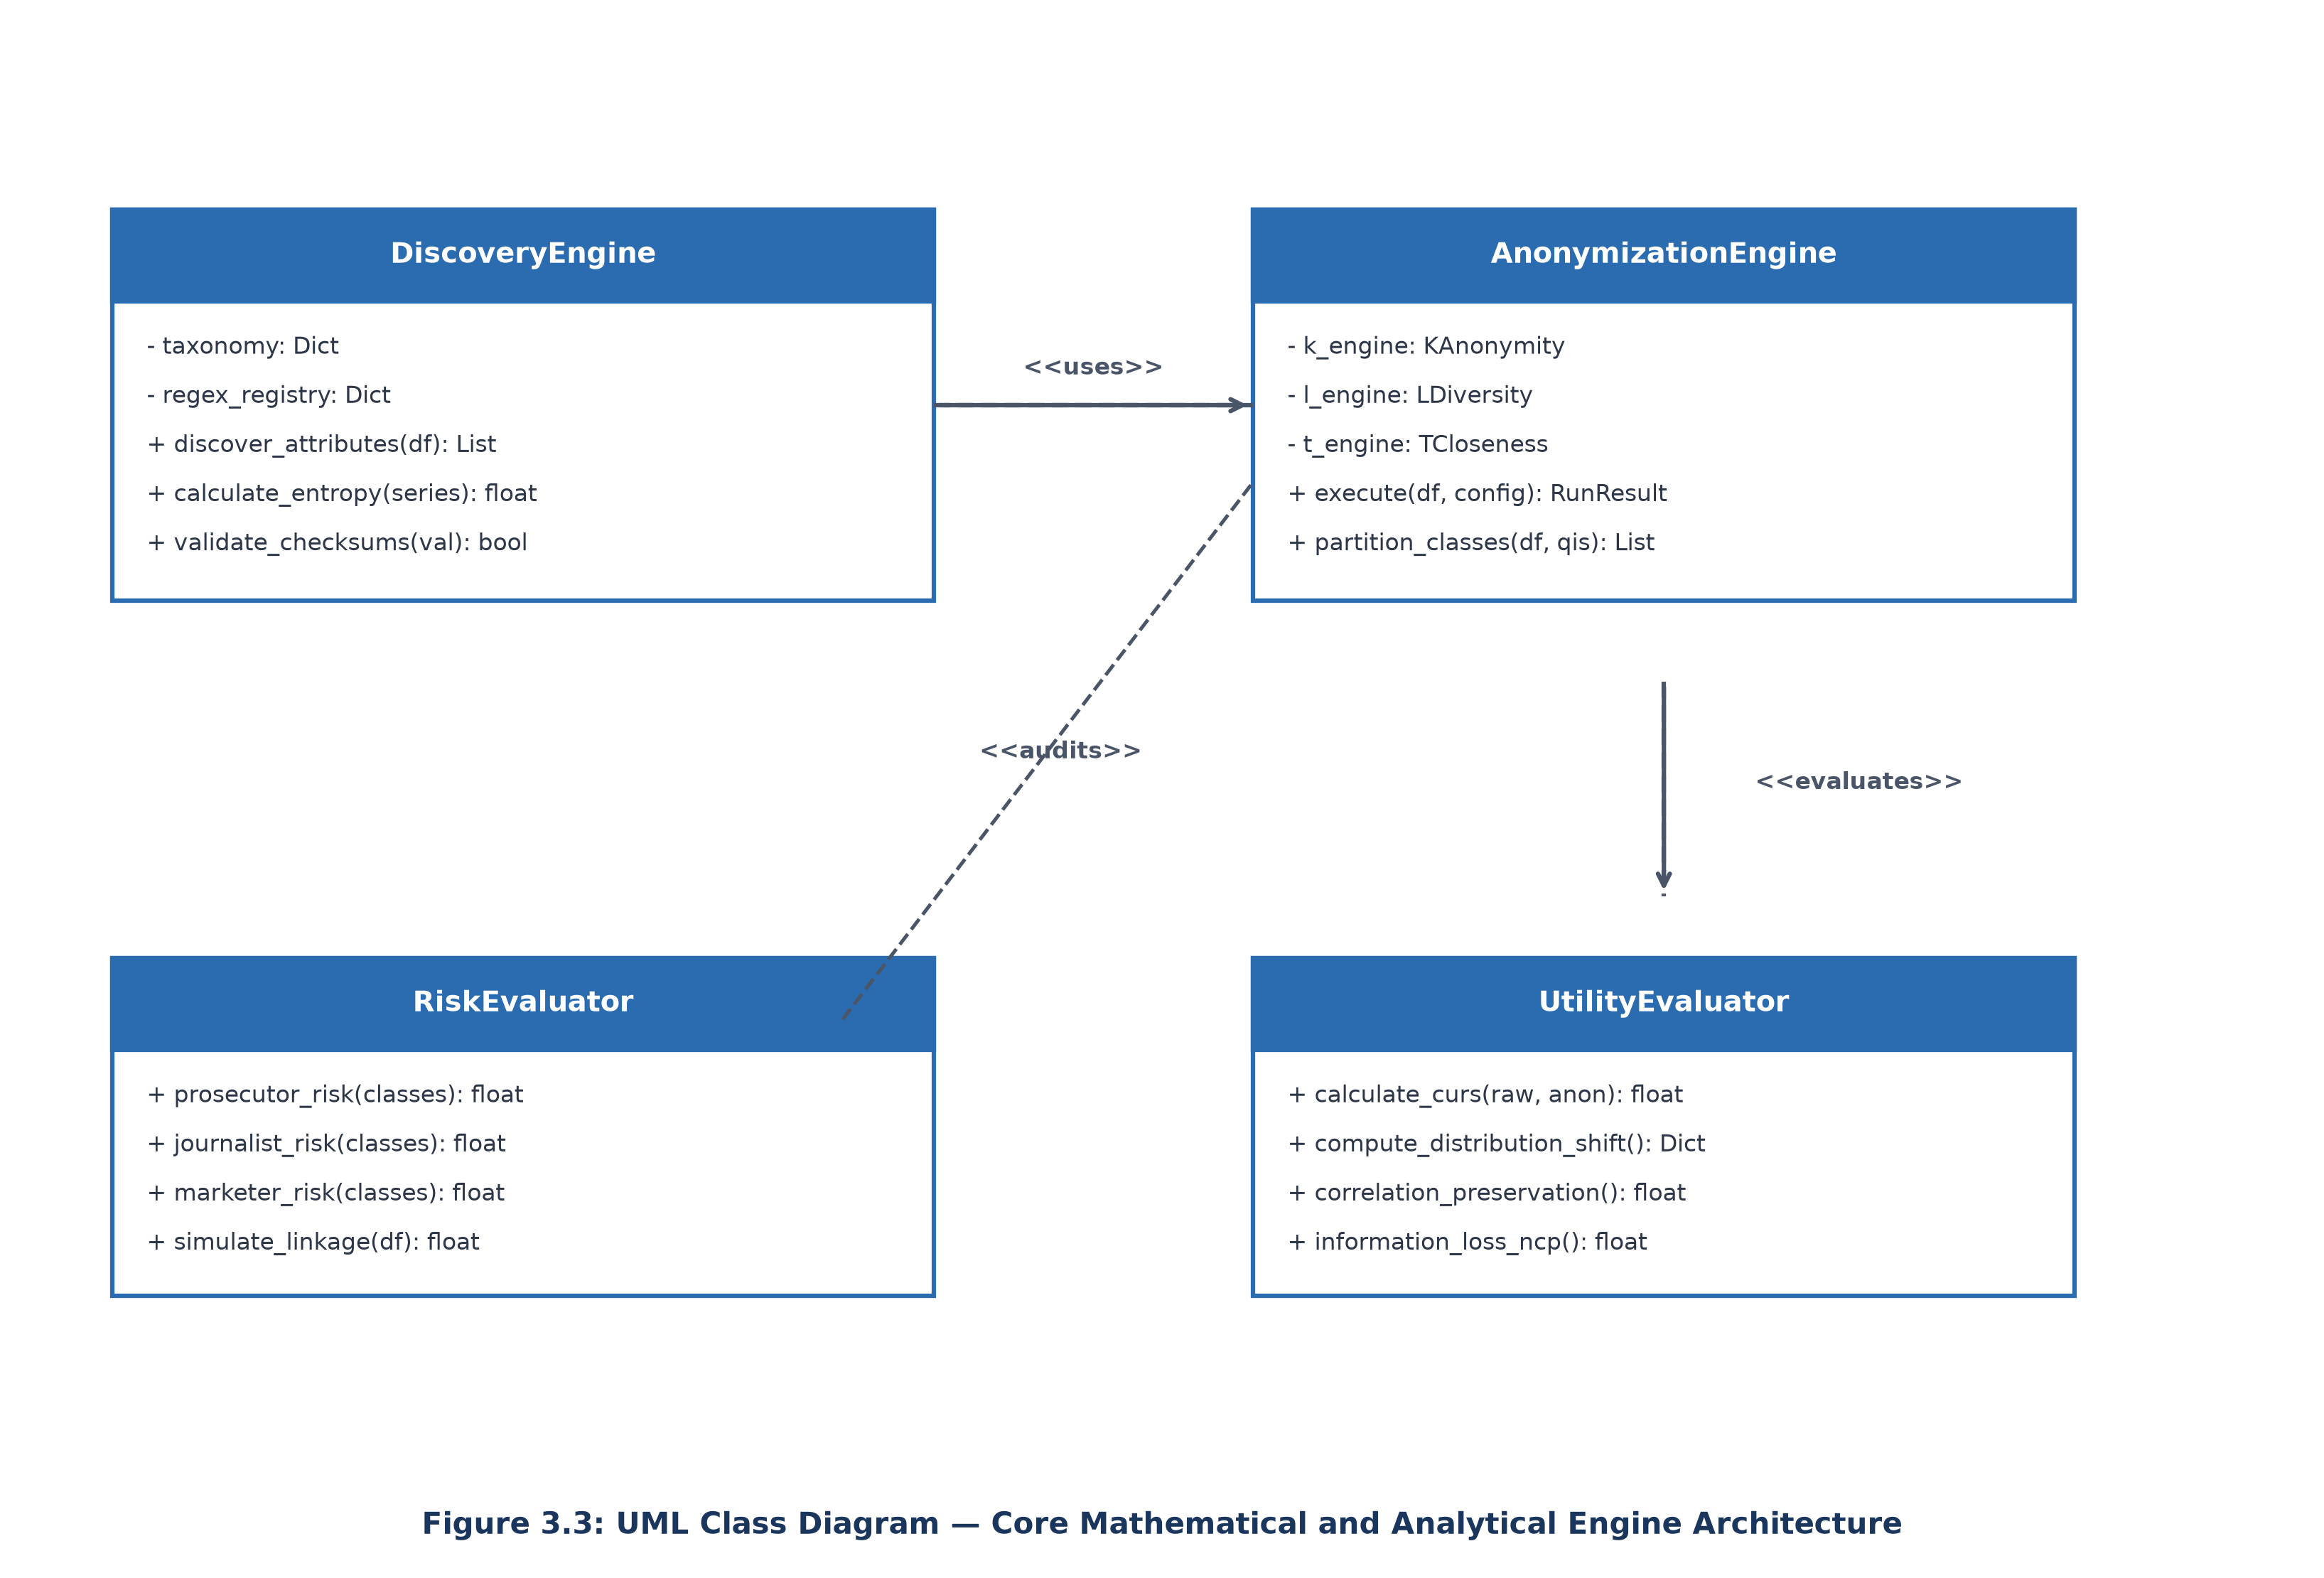 DiscoveryEngine
- taxonomy: Dict
- regex_registry: Dict
+ discover_attributes(df): List
+ calculate_entropy(series): float
+ validate_checksums(val): bool
<<uses>>
AnonymizationEngine
- k_engine: KAnonymity
- l_engine: LDiversity
- t_engine: TCloseness
+ execute(df, config): RunResult
+ partition_classes(df, qis): List
<<audits>>
<<evaluates>>
RiskEvaluator
+ prosecutor_risk(classes): float
+ journalist_risk(classes): float
+ marketer_risk(classes): float
+ simulate_linkage(df): float
UtilityEvaluator
+ calculate_curs(raw, anon): float
+ compute_distribution_shift(): Dict
+ correlation_preservation(): float
+ information_loss_ncp(): float
Figure 3.3: UML Class Diagram — Core Mathematical and Analytical Engine Architecture